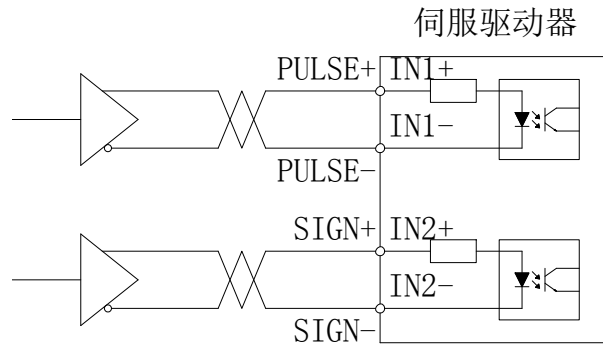 伺服驱动器
PULSE+ IN1+
IN1-
PULSE-
SIGN+ IN2+
IN2-
SIGN-